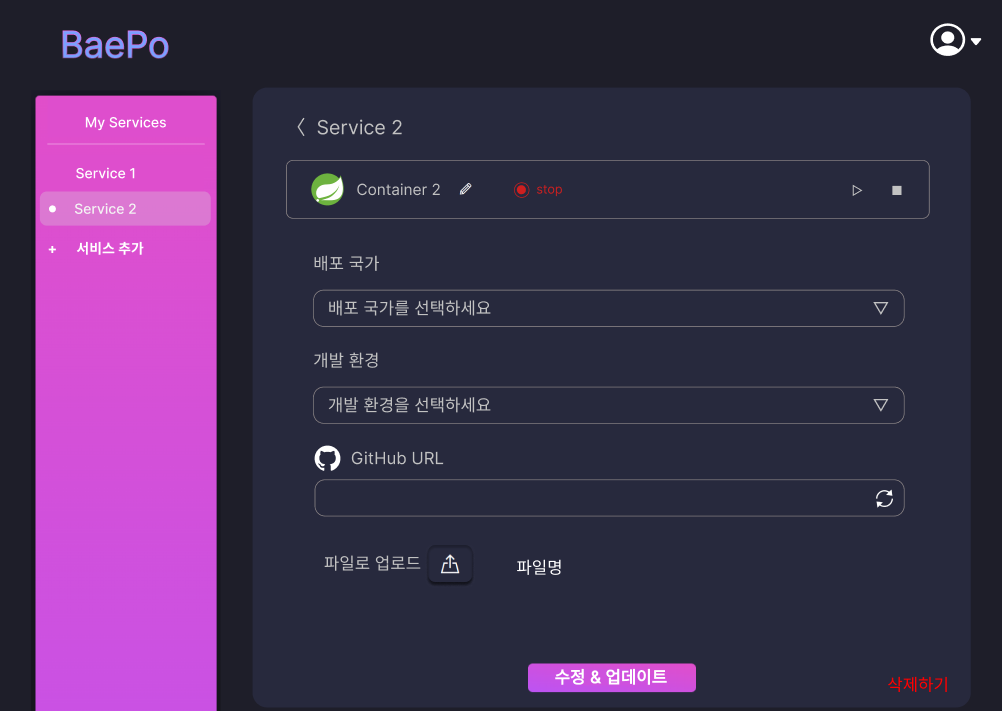 BaePo
My Services
Service 1
Service 2
+ 서비스 추가
Service 2
Container 2
stop
배포 국가
배포 국가를 선택하세요
개발 환경
개발 환경을 선택하세요
GitHub URL
파일로 업로드
파일명
수정 & 업데이트
삭제하기